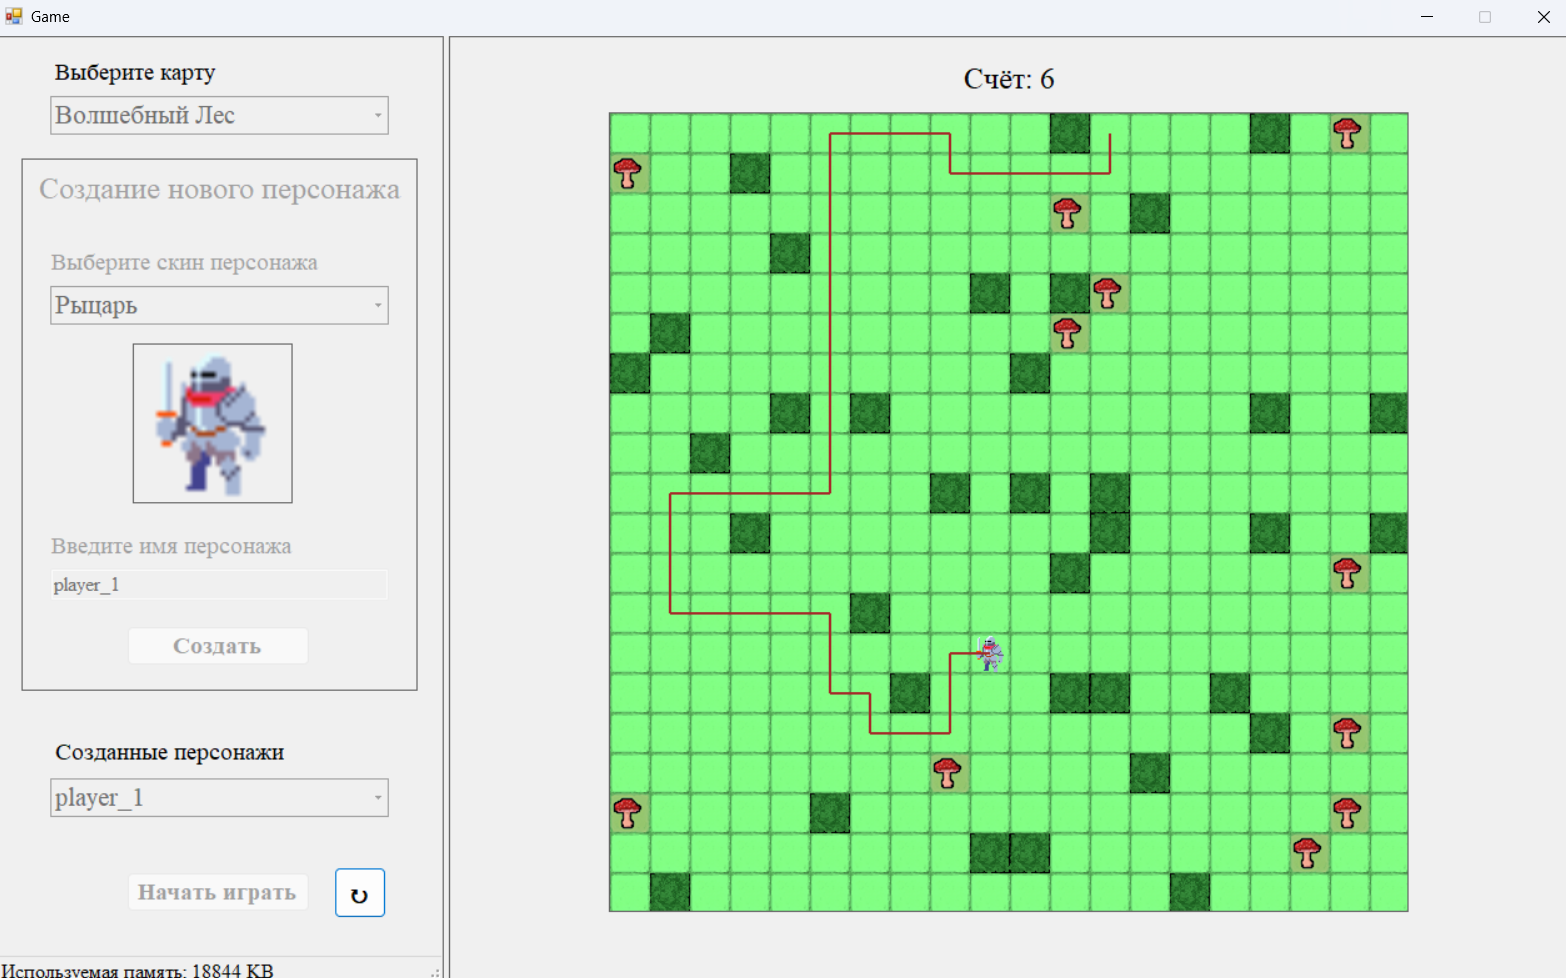 Game
Выберите карту
Волшебный Лес
Создание нового персонажа
Выберите скин персонажа
Рыцарь
Введите имя персонажа
player_1
Создать
Созданные персонажи
player_1
Начать играть
↻
Используемая память: 18844 KB
Счёт: 6